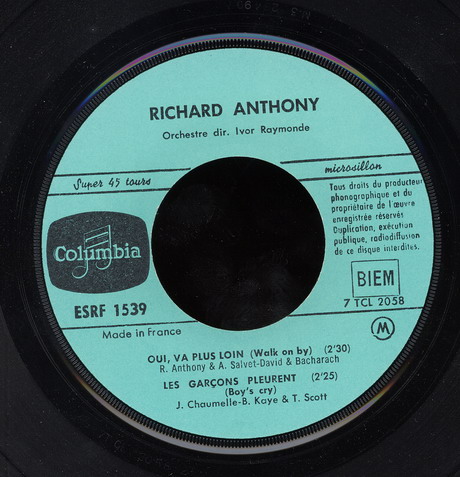 RICHARD ANTHONY
Orchestre dir. Ivor Raymonde
Super 45 tours
microsillon
Tous droits du producteur
phonographique et du
propriétaire de l'œuvre
enregistrée réservés
Duplication, exécution
publique, radiodiffusion
de ce disque interdites.
Columbia
BIEM
ESRF 1539
7 TCL 2058
Made in France
M
OUI, VA PLUS LOIN (Walk on by) (2'30)
R. Anthony & A. Salvet-David & Bacharach
LES GARÇONS PLEURENT (2'25)
(Boy's cry)
J. Chaumelle-B. Kaye & T. Scott